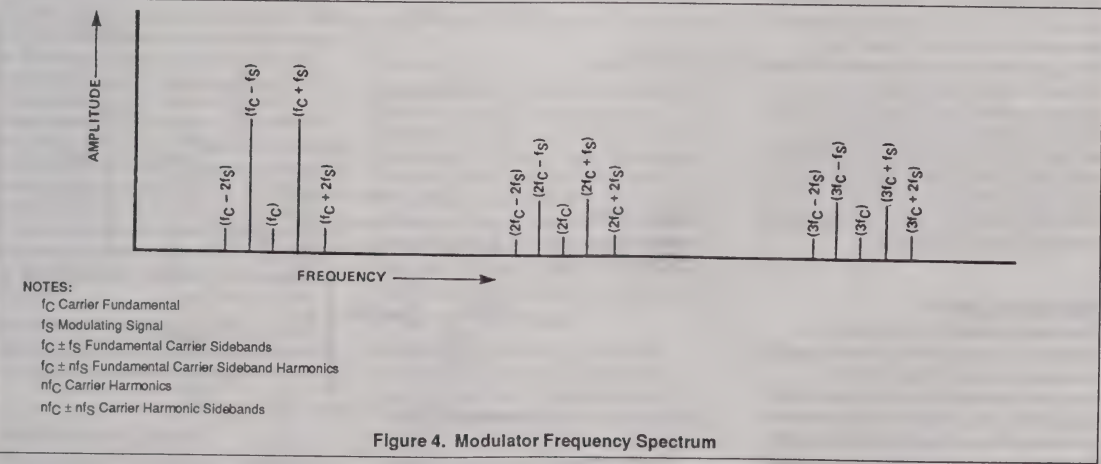 AMPLITUDE
(fC – 2fS)
(fC – fS)
(fC)
(fC + fS)
(fC + 2fS)
(2fC – 2fS)
(2fC – fS)
(2fC)
(2fC + fS)
(2fC + 2fS)
(3fC – 2fS)
(3fC – fS)
(3fC)
(3fC + fS)
(3fC + 2fS)
FREQUENCY
NOTES:
fC Carrier Fundamental
fS Modulating Signal
fC ± fS Fundamental Carrier Sidebands
fC ± nfS Fundamental Carrier Sideband Harmonics
nfC Carrier Harmonics
nfC ± nfS Carrier Harmonic Sidebands
Figure 4. Modulator Frequency Spectrum